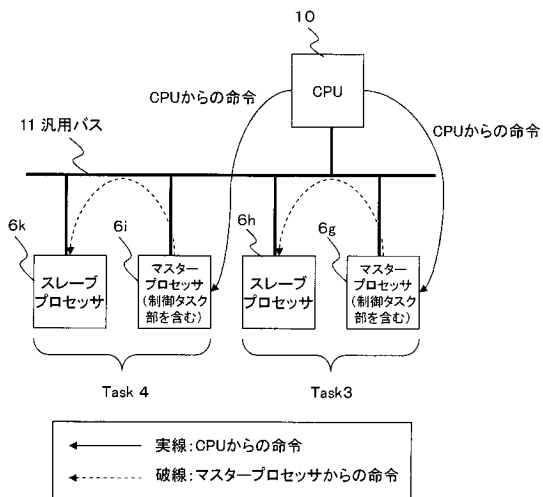 10
CPU
CPUからの命令
CPUからの命令
11 汎用バス
6k
スレーブ
プロセッサ
6i
マスター
プロセッサ
(制御タスク
部を含む)
6h
スレーブ
プロセッサ
6g
マスター
プロセッサ
(制御タスク
部を含む)
Task 4
Task3
実線:CPUからの命令
破線:マスタープロセッサからの命令